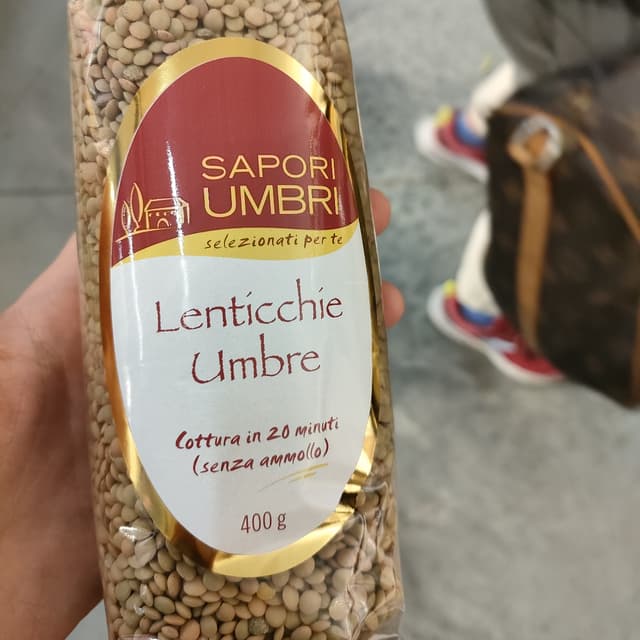 SAPORI
UMBRI
selezionati per te
Lenticchie
Umbre
Cottura in 20 minuti
(senza ammollo)
400 g